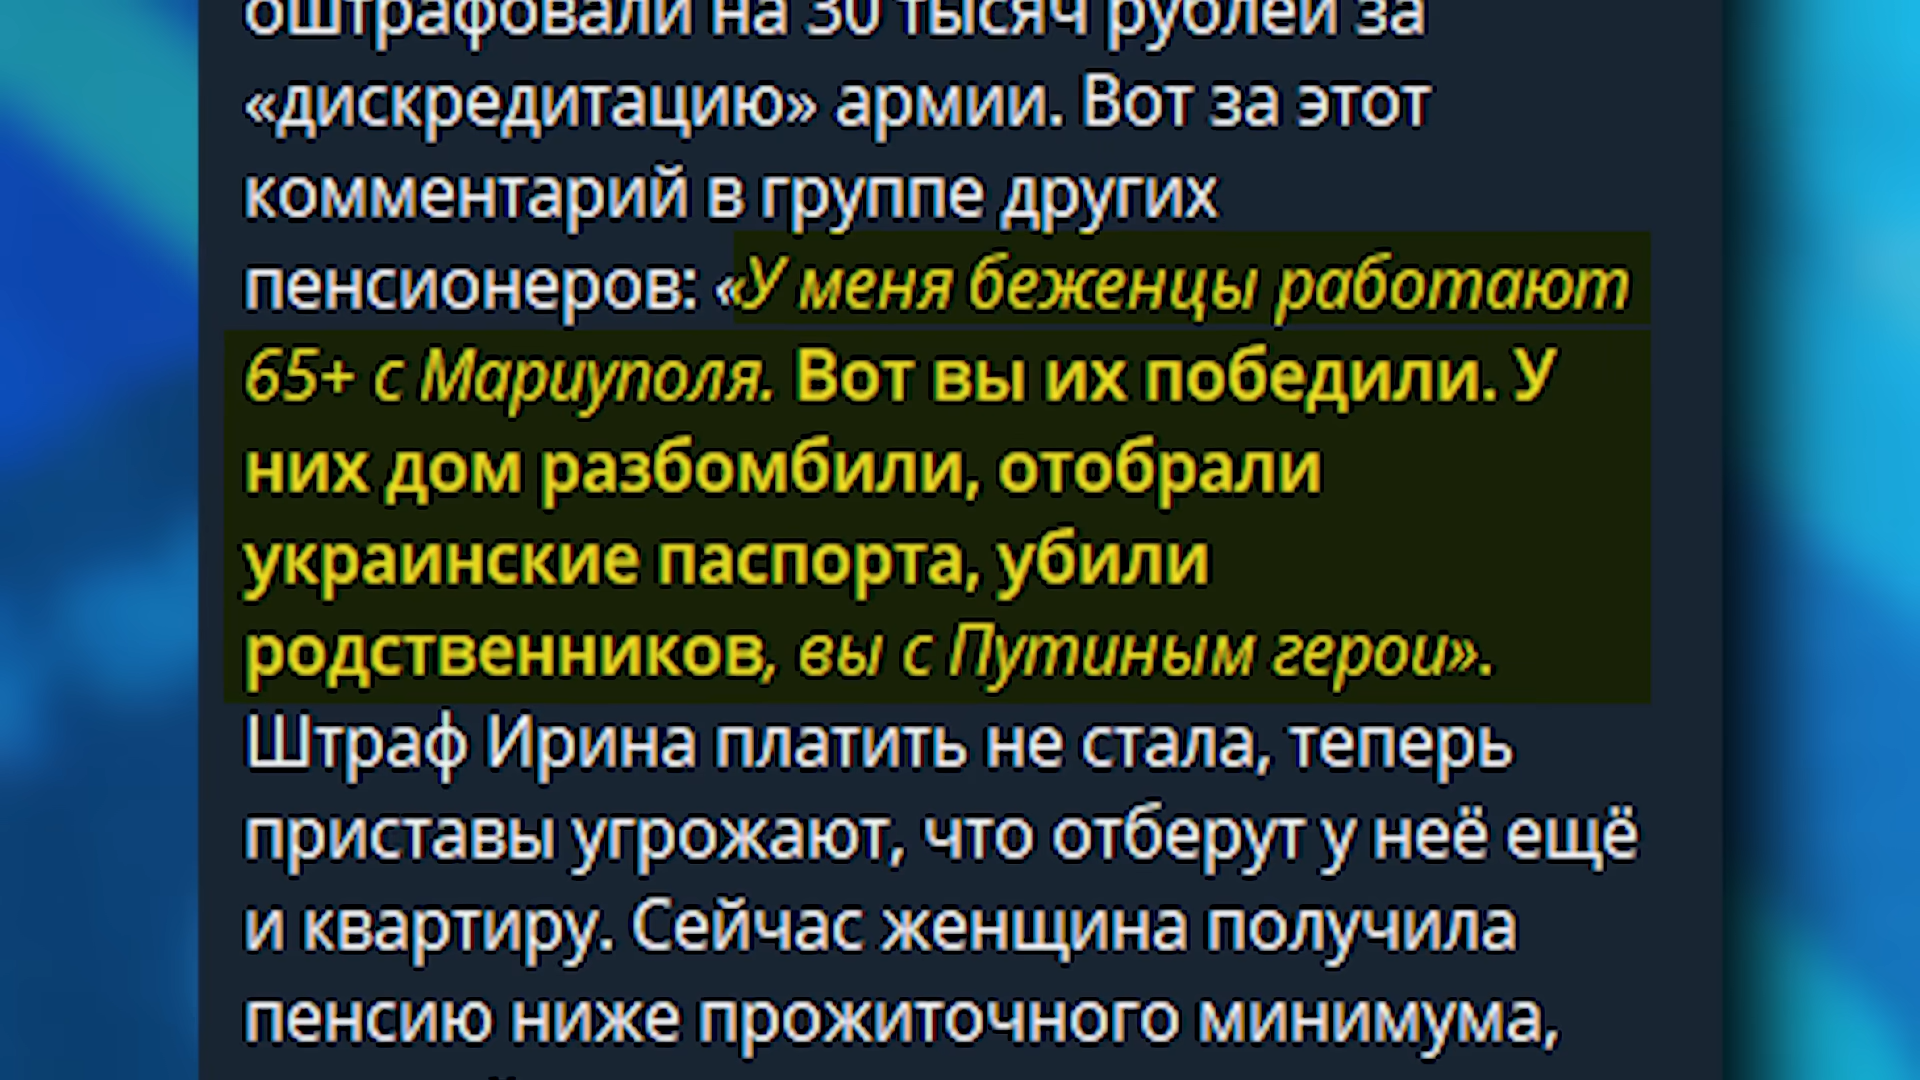 оштрафовали на 30 тысяч рублей за
«дискредитацию» армии. Вот за этот
комментарий в группе других
пенсионеров: «У меня беженцы работают
65+ с Мариуполя. Вот вы их победили. У
них дом разбомбили, отобрали
украинские паспорта, убили
родственников, вы с Путиным герои».
Штраф Ирина платить не стала, теперь
приставы угрожают, что отберут у неё ещё
и квартиру. Сейчас женщина получила
пенсию ниже прожиточного минимума,